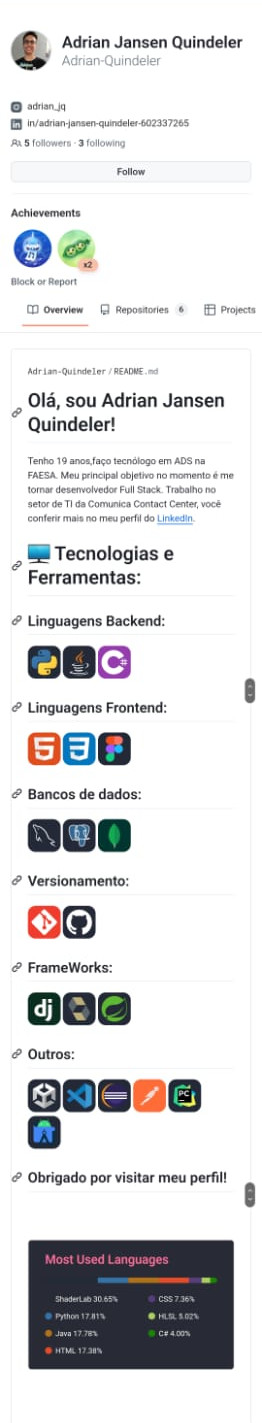 Adrian Jansen Quindeler
Adrian-Quindeler
adrian_jq
in/adrian-jansen-quindeler-602337265
5 followers · 3 following
Follow
Achievements
x2
Block or Report
Overview
Repositories 6
Projects
Adrian-Quindeler/README.md
Olá, sou Adrian Jansen
Quindeler!
Tenho 19 anos,faço tecnólogo em ADS na
FAESA. Meu principal objetivo no momento é me
tornar desenvolvedor Full Stack. Trabalho no
setor de TI da Comunica Contact Center, você
conferir mais no meu perfil do LinkedIn.
Tecnologias e
Ferramentas:
Linguagens Backend:
C#
Linguagens Frontend:
5 3
Bancos de dados:
Versionamento:
FrameWorks:
dj
Outros:
PC
Obrigado por visitar meu perfil!
Most Used Languages
ShaderLab 30.65%
Python 17.81%
Java 17.78%
HTML 17.38%
CSS 7.36%
HLSL 5.02%
C# 4.00%